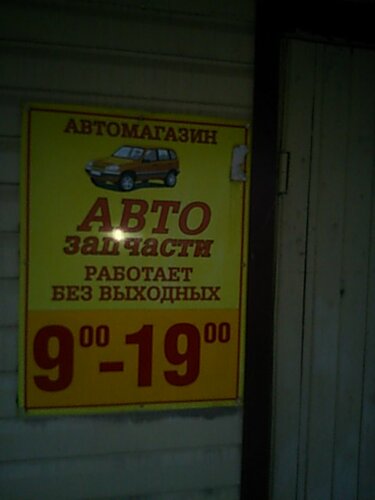 АВТОМАГАЗИН
АВТО
запчасти
РАБОТАЕТ
БЕЗ ВЫХОДНЫХ
9⁰⁰-19⁰⁰